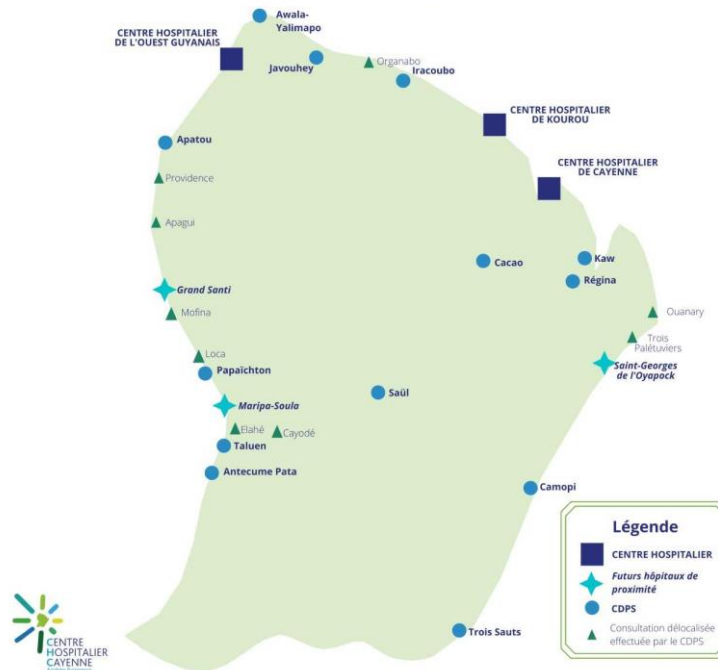 Awala-
Yalimapo
CENTRE HOSPITALIER
DE L'OUEST GUYANAIS
Javouhey
Organabo
Iracoubo
CENTRE HOSPITALIER
DE KOUROU
Apatou
CENTRE HOSPITALIER
DE CAYENNE
Providence
Apagui
Cacao
Kaw
Régina
Grand Santi
Mofina
Ouanary
Trois
Palétuviers
Loca
Papaïchton
Saint-Georges
de l'Oyapock
Saül
Maripa-Soula
Elahé
Cayodé
Taluen
Antecume Pata
Camopi
Légende
CENTRE HOSPITALIER
Futurs hôpitaux de
proximité
CDPS
Consultation délocalisée
effectuée par le CDPS
Trois Sauts
CENTRE
HOSPITALIER
CAYENNE